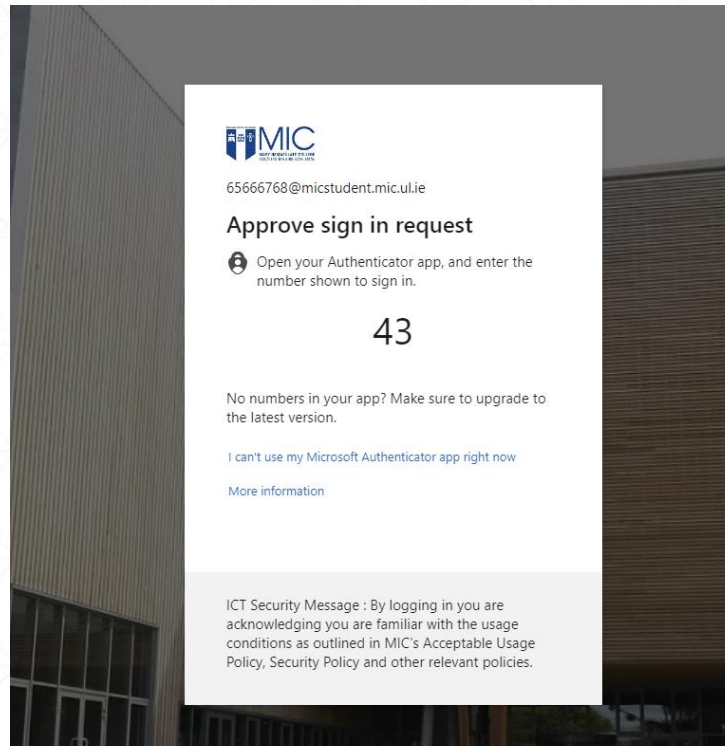 MIC
MARY IMMACULATE COLLEGE
65666768@micstudent.mic.ul.ie
Approve sign in request
Open your Authenticator app, and enter the
number shown to sign in.
43
No numbers in your app? Make sure to upgrade to
the latest version.
I can't use my Microsoft Authenticator app right now
More information
ICT Security Message : By logging in you are
acknowledging you are familiar with the usage
conditions as outlined in MIC's Acceptable Usage
Policy, Security Policy and other relevant policies.